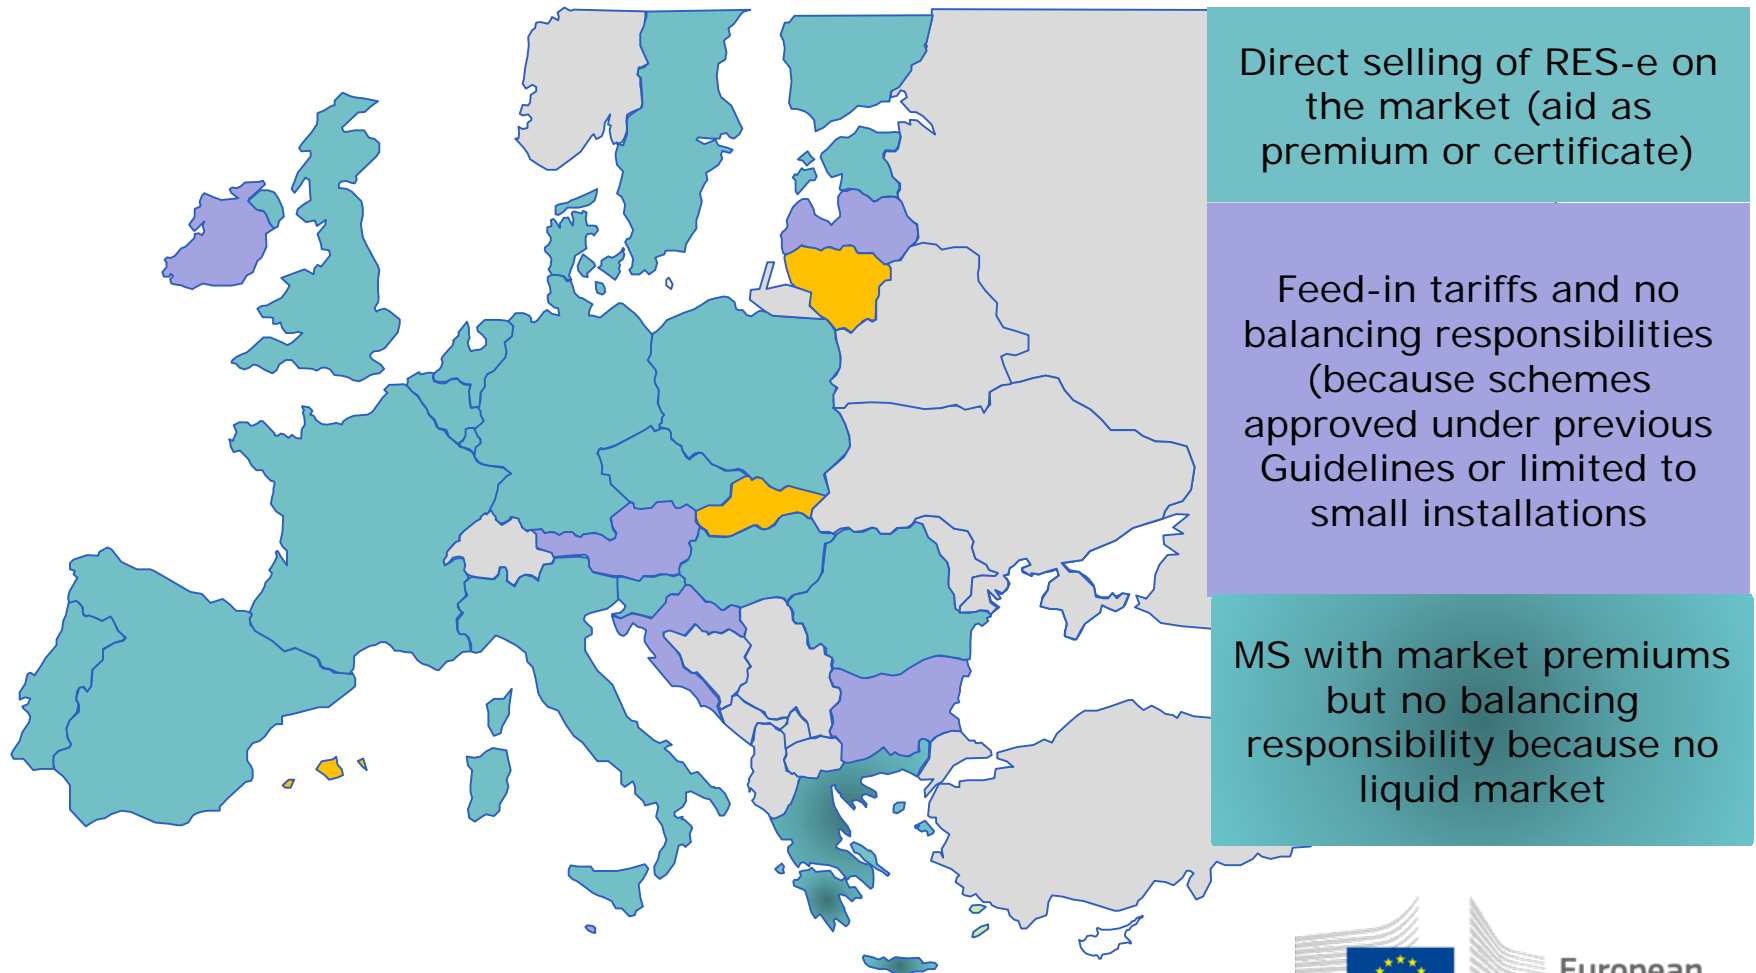 Direct selling of RES-e on
the market (aid as
premium or certificate)
Feed-in tariffs and no
balancing responsibilities
(because schemes
approved under previous
Guidelines or limited to
small installations
MS with market premiums
but no balancing
responsibility because no
liquid market
European